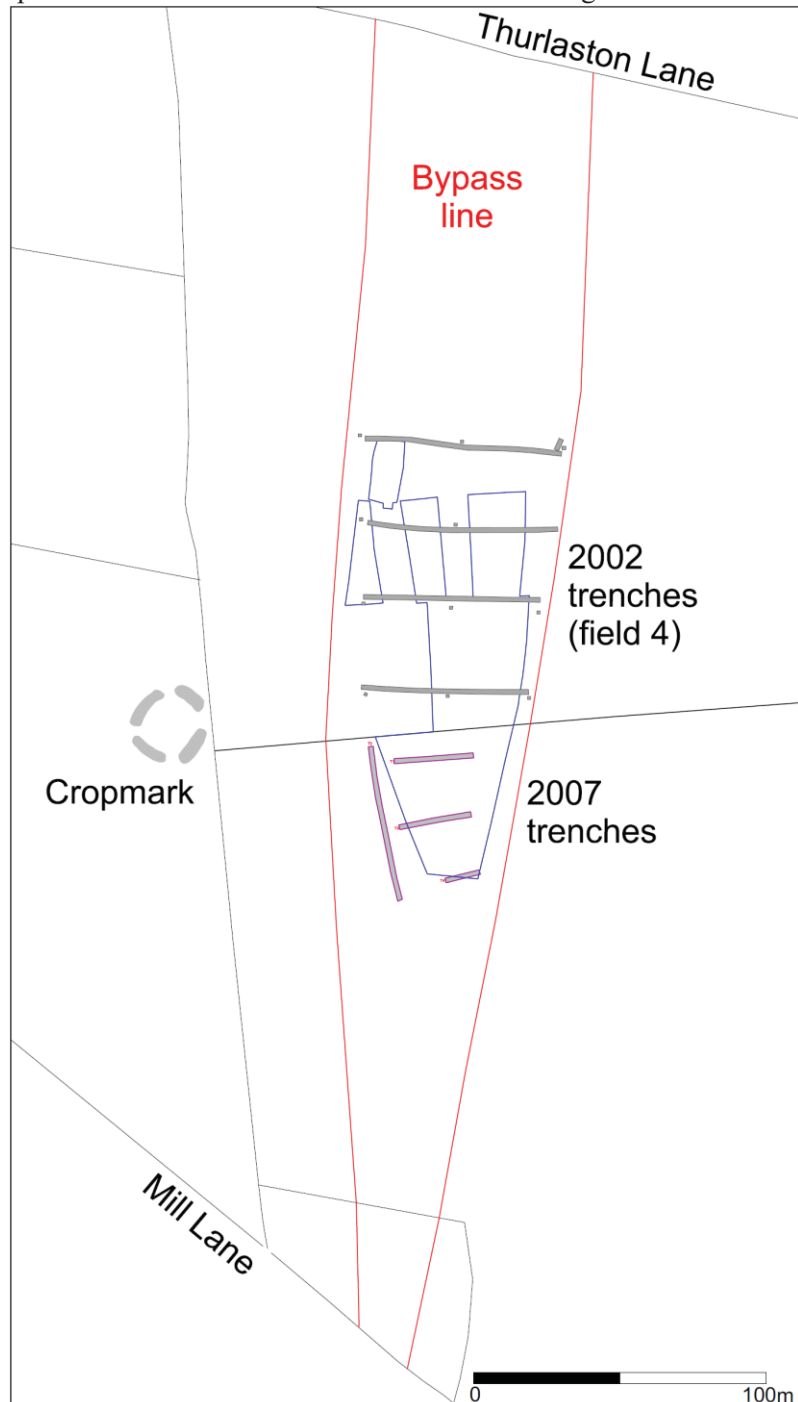 Thurlaston Lane
Bypass
line
2002
trenches
(field 4)
Cropmark
2007
trenches
Mill Lane
0 100m